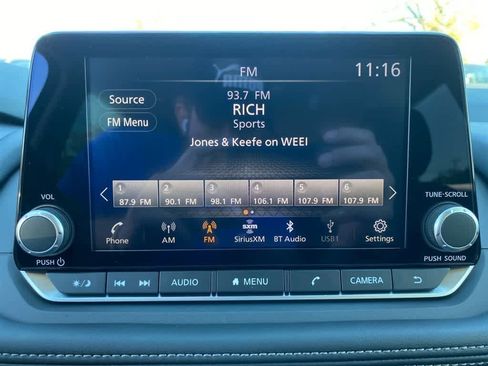 FM
11:16
Source
93.7 FM
RICH
FM Menu
Sports
Jones & Keefe on WEEI
1 2 3 4 5 6
87.9 FM 90.1 FM 98.1 FM 106.1 FM 107.9 FM 107.9 FM
VOL
TUNE•SCROLL
sxm
Phone AM FM SiriusXM BT Audio USB1 Settings
PUSH
PUSH SOUND
AUDIO MENU CAMERA